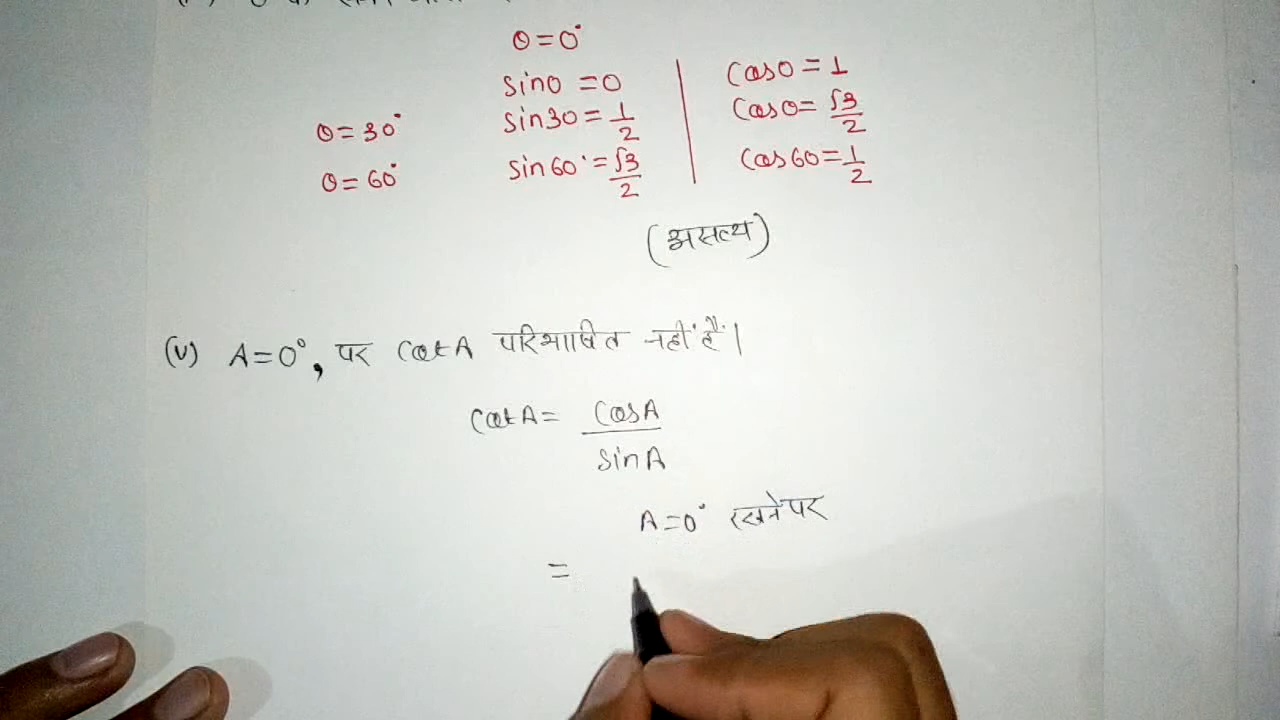 θ=0°
sin0 =0 | Cos0=1
θ=30° sin30=1/2 Cosθ=√3/2
θ=60° sin60°=√3/2 Cos60=1/2
(असत्य)
(v) A=0°, पर CotA परिभाषित नहीं है।
CotA= CosA/sinA
A=0° रखने पर
=